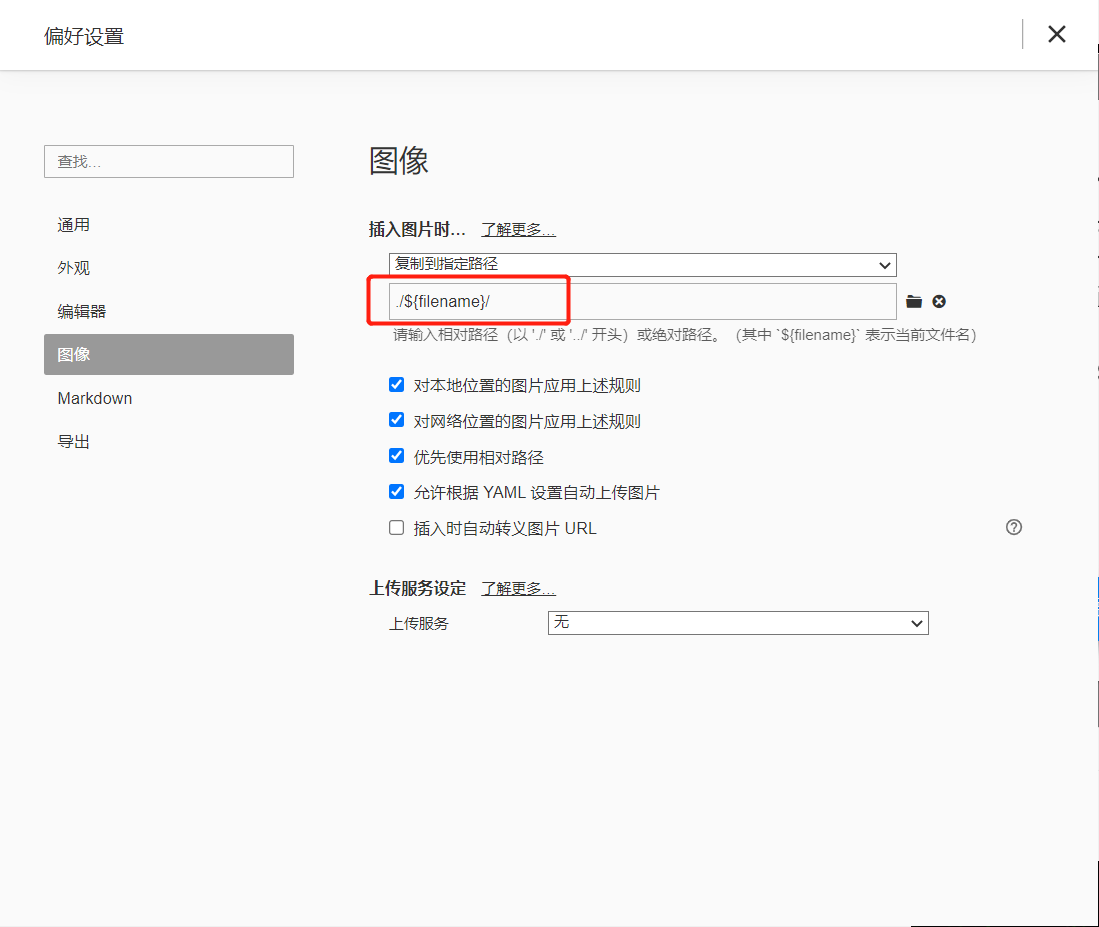 偏好设置
查找...
通用
外观
编辑器
图像
Markdown
导出
图像
插入图片时... 了解更多...
复制到指定路径
./${filename}/
请输入相对路径（以 './' 或 '../' 开头）或绝对路径。（其中 `${filename}` 表示当前文件名）
对本地位置的图片应用上述规则
对网络位置的图片应用上述规则
优先使用相对路径
允许根据 YAML 设置自动上传图片
插入时自动转义图片 URL
上传服务设定 了解更多...
上传服务 无